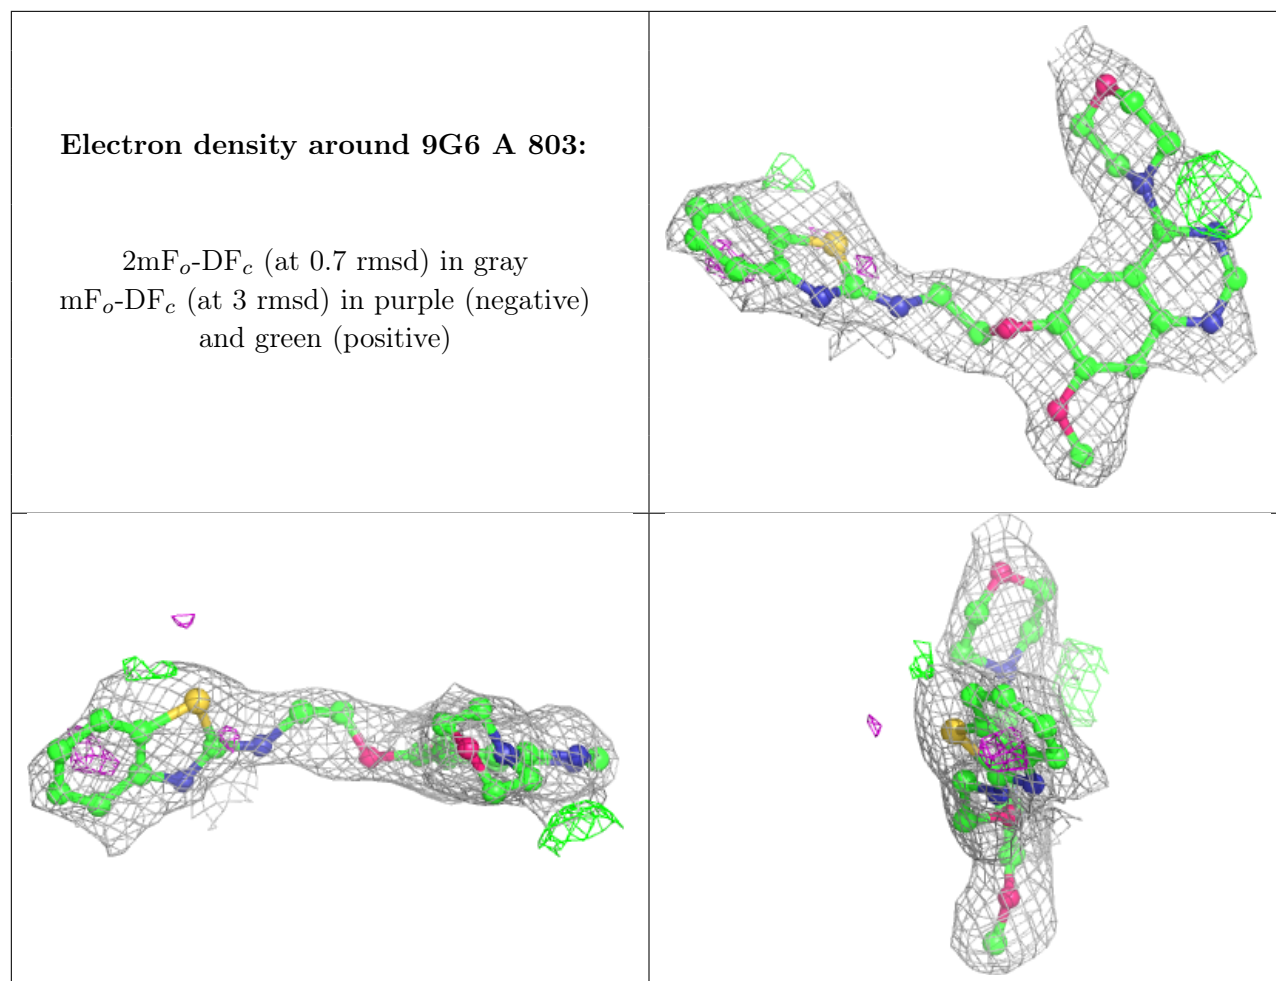 Electron density around 9G6 A 803:
2mFo-DFc (at 0.7 rmsd) in gray
mFo-DFc (at 3 rmsd) in purple (negative)
and green (positive)